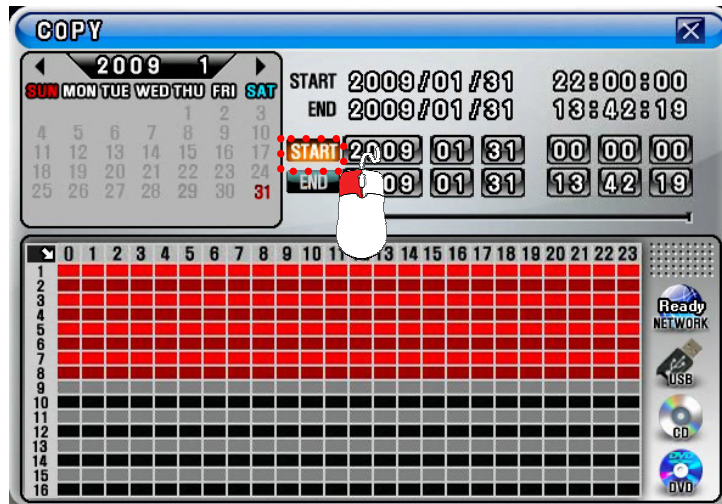 COPY
2009 1
SUN MON TUE WED THU FRI SAT
1 2 3
4 5 6 7 8 9 10
11 12 13 14 15 16 17
18 19 20 21 22 23 24
25 26 27 28 29 30 31
START 2009/01/31 22:00:00
END 2009/01/31 13:42:19
START 2009 01 31 00 00 00
END 09 01 31 13 42 19
0 1 2 3 4 5 6 7 8 9 10 11 13 14 15 16 17 18 19 20 21 22 23
1
2
3
4
5
6
7
8
9
10
11
12
13
14
15
16
Ready
NETWORK
USB
CD
DVD
DVD